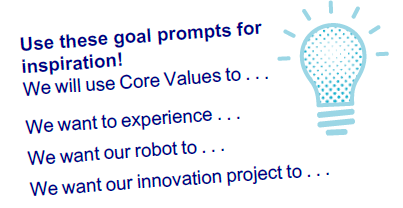 Use these goal prompts for
inspiration!
We will use Core Values to . . .
We want to experience . . .
We want our robot to . . .
We want our innovation project to . . .